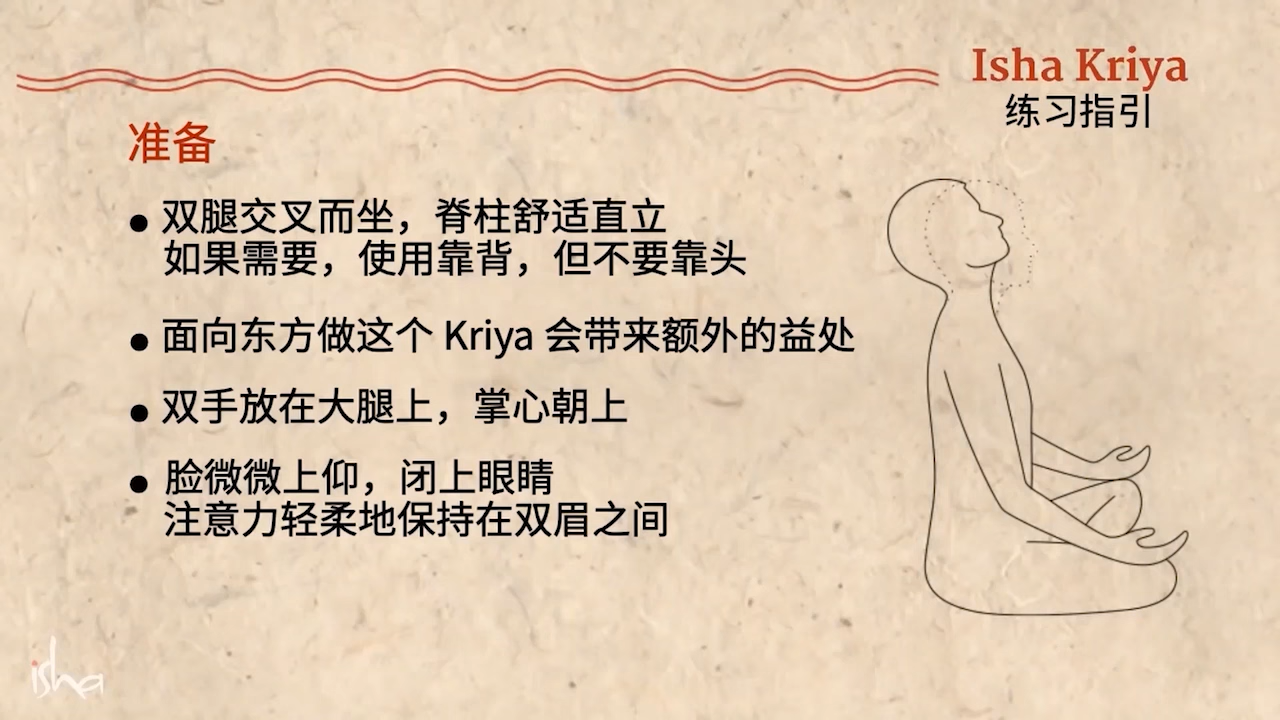 Isha Kriya
练习指引
准备
• 双腿交叉而坐，脊柱舒适直立
如果需要，使用靠背，但不要靠头
• 面向东方做这个 Kriya 会带来额外的益处
• 双手放在大腿上，掌心朝上
• 脸微微上仰，闭上眼睛
注意力轻柔地保持在双眉之间
isha